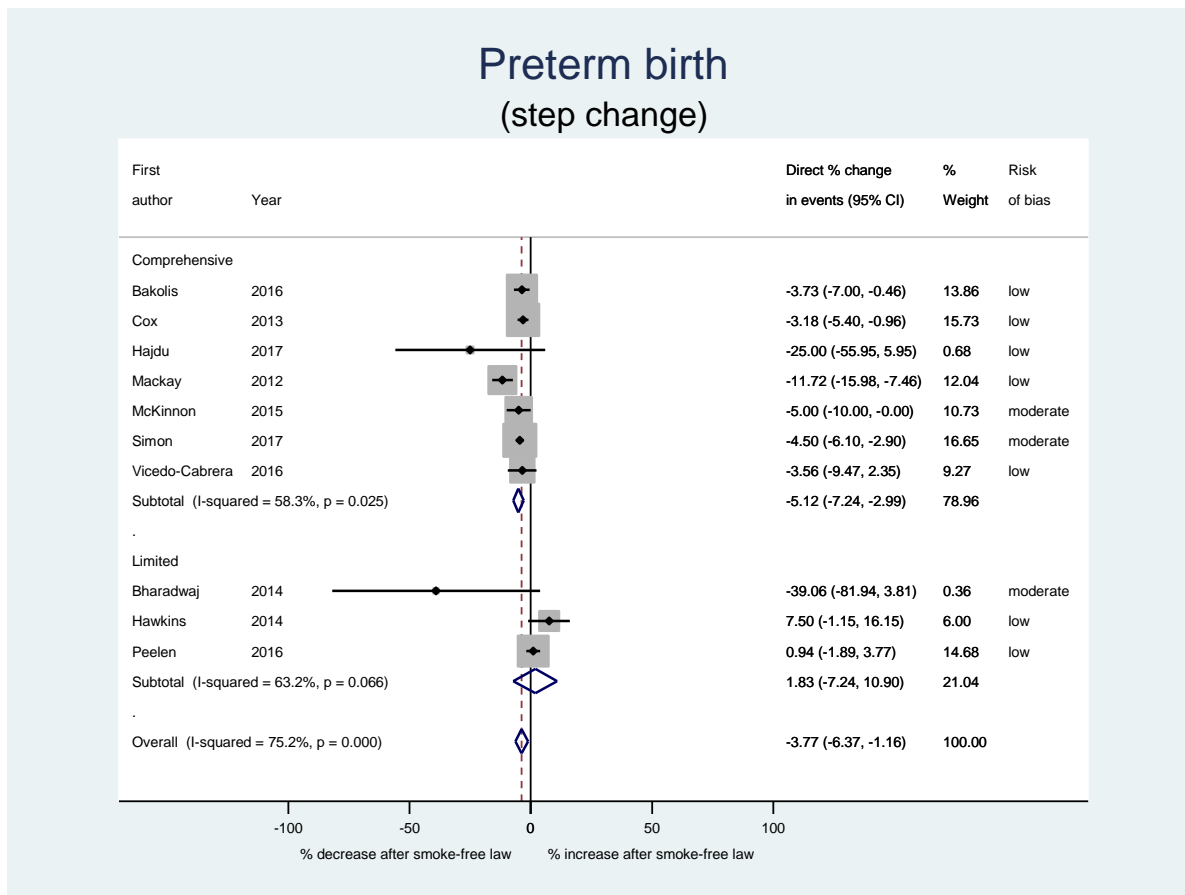 Preterm birth
(step change)
First Direct % change % Risk
author Year in events (95% CI) Weight of bias
Comprehensive
Bakolis 2016 -3.73 (-7.00, -0.46) 13.86 low
Cox 2013 -3.18 (-5.40, -0.96) 15.73 low
Hajdu 2017 -25.00 (-55.95, 5.95) 0.68 low
Mackay 2012 -11.72 (-15.98, -7.46) 12.04 low
McKinnon 2015 -5.00 (-10.00, -0.00) 10.73 moderate
Simon 2017 -4.50 (-6.10, -2.90) 16.65 moderate
Vicedo-Cabrera 2016 -3.56 (-9.47, 2.35) 9.27 low
Subtotal (I-squared = 58.3%, p = 0.025) -5.12 (-7.24, -2.99) 78.96
.
Limited
Bharadwaj 2014 -39.06 (-81.94, 3.81) 0.36 moderate
Hawkins 2014 7.50 (-1.15, 16.15) 6.00 low
Peelen 2016 0.94 (-1.89, 3.77) 14.68 low
Subtotal (I-squared = 63.2%, p = 0.066) 1.83 (-7.24, 10.90) 21.04
.
Overall (I-squared = 75.2%, p = 0.000) -3.77 (-6.37, -1.16) 100.00
-100 -50 0 50 100
% decrease after smoke-free law % increase after smoke-free law